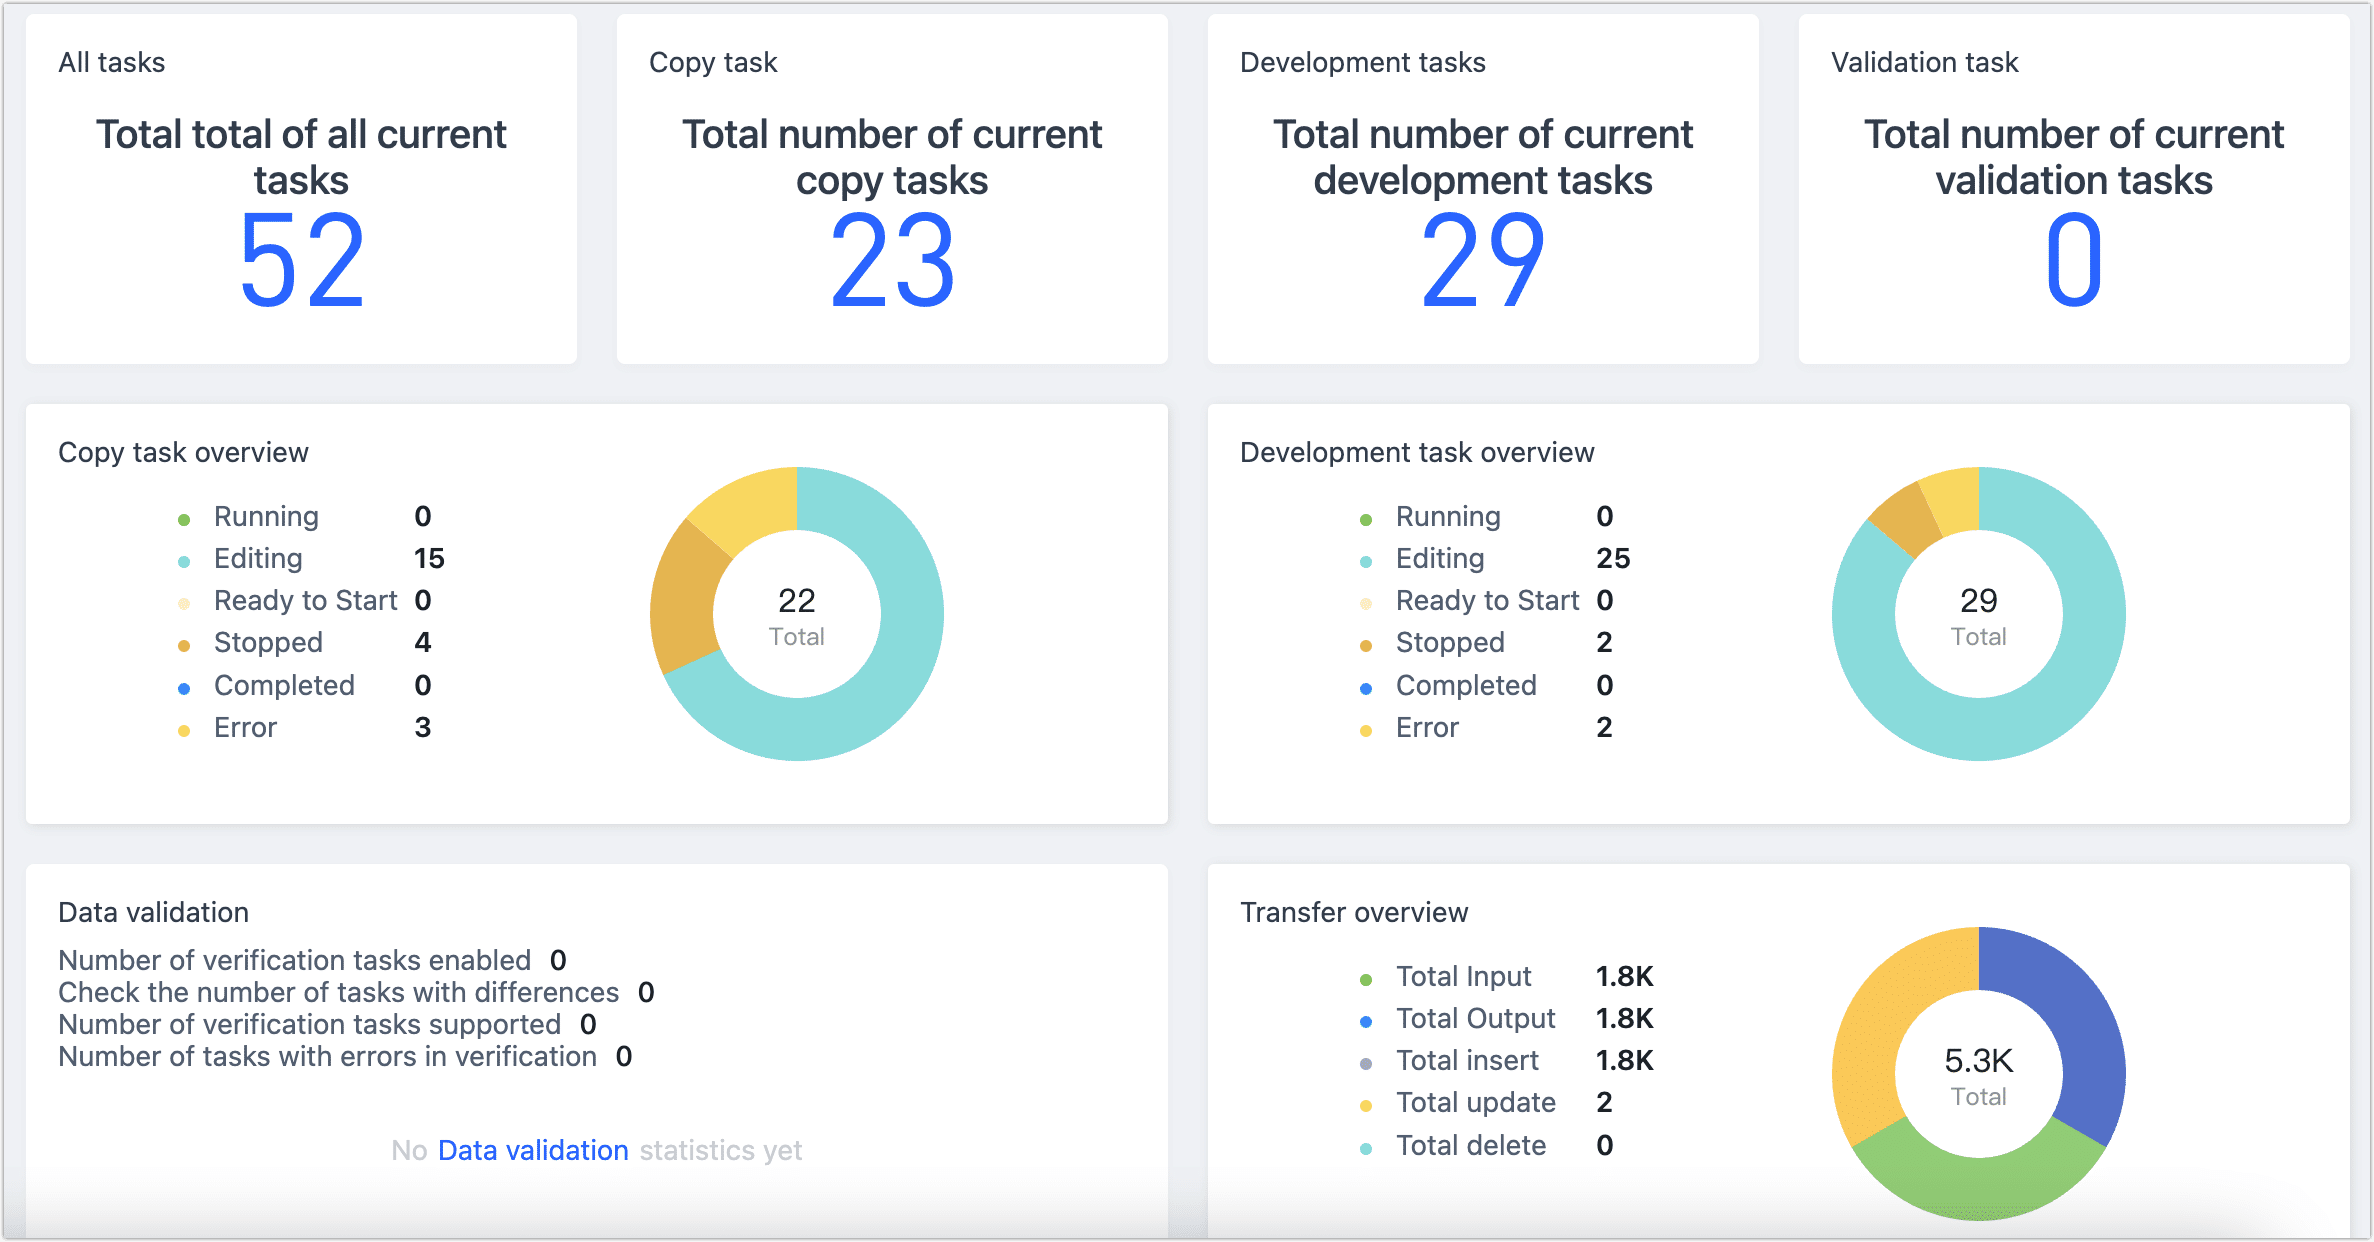 All tasks
Total total of all current
tasks
52
Copy task
Total number of current
copy tasks
23
Development tasks
Total number of current
development tasks
29
Validation task
Total number of current
validation tasks
0
Copy task overview
Running 0
Editing 15
Ready to Start 0
Stopped 4
Completed 0
Error 3
22
Total
Development task overview
Running 0
Editing 25
Ready to Start 0
Stopped 2
Completed 0
Error 2
29
Total
Data validation
Number of verification tasks enabled 0
Check the number of tasks with differences 0
Number of verification tasks supported 0
Number of tasks with errors in verification 0
No Data validation statistics yet
Transfer overview
Total Input 1.8K
Total Output 1.8K
Total insert 1.8K
Total update 2
Total delete 0
5.3K
Total